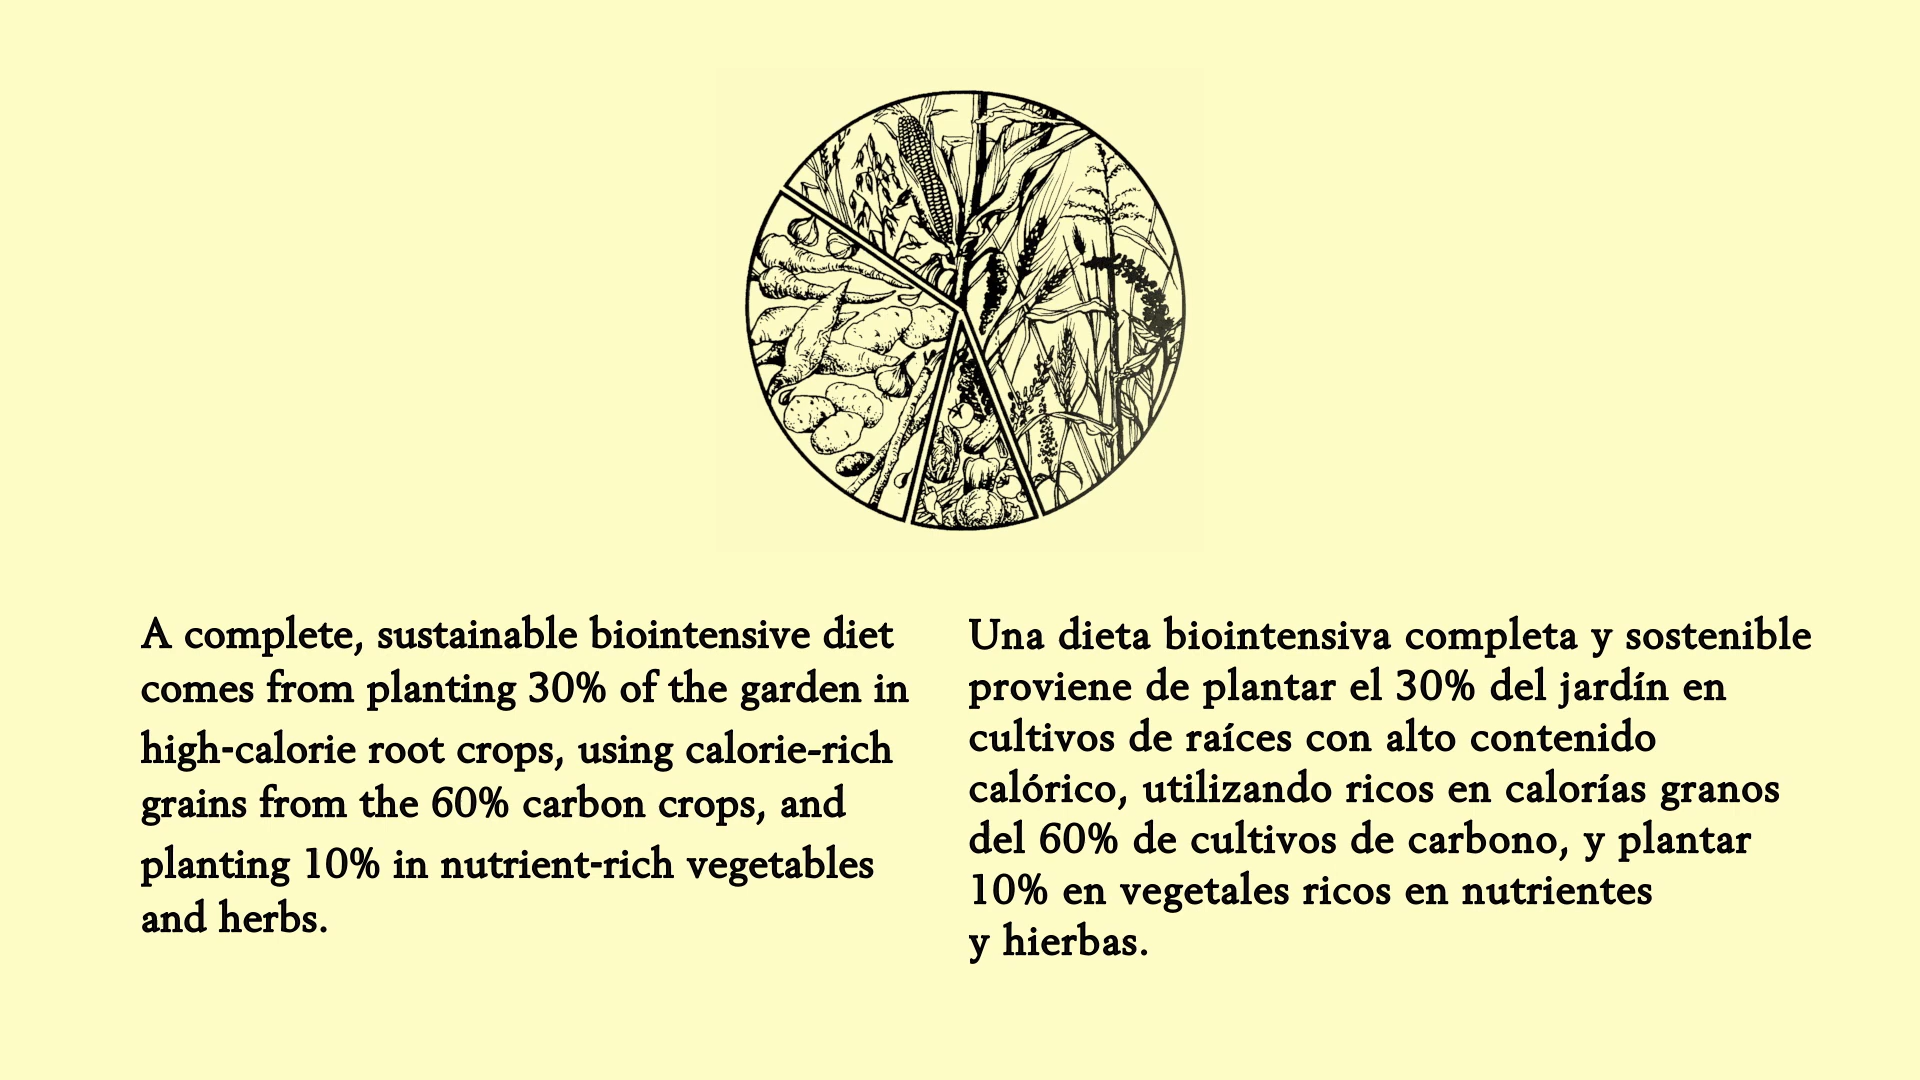 A complete, sustainable biointensive diet
comes from planting 30% of the garden in
high-calorie root crops, using calorie-rich
grains from the 60% carbon crops, and
planting 10% in nutrient-rich vegetables
and herbs.
Una dieta biointensiva completa y sostenible
proviene de plantar el 30% del jardín en
cultivos de raíces con alto contenido
calórico, utilizando ricos en calorías granos
del 60% de cultivos de carbono, y plantar
10% en vegetales ricos en nutrientes
y hierbas.